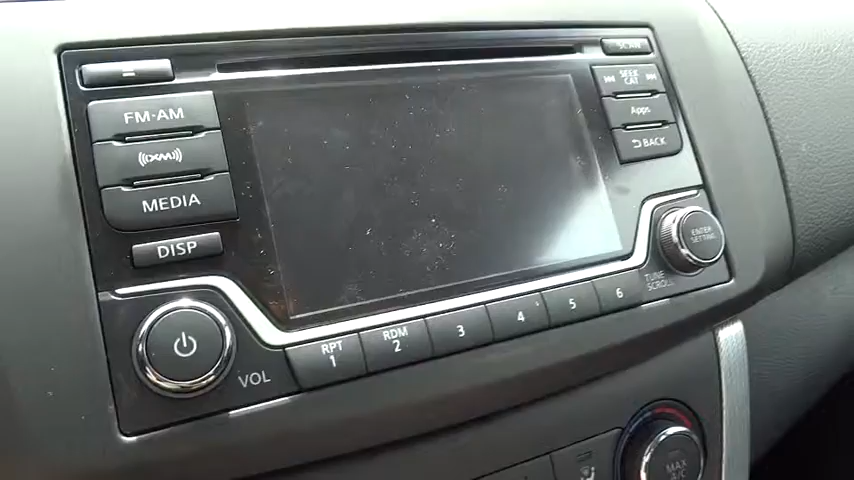 SCAN
FM·AM
SEEK
CAT
((XM))
Apps
MEDIA
BACK
DISP
ENTER
SETTING
TUNE
SCROLL
VOL
RPT
1
RDM
2
3
4
5
6
MAX
A/C